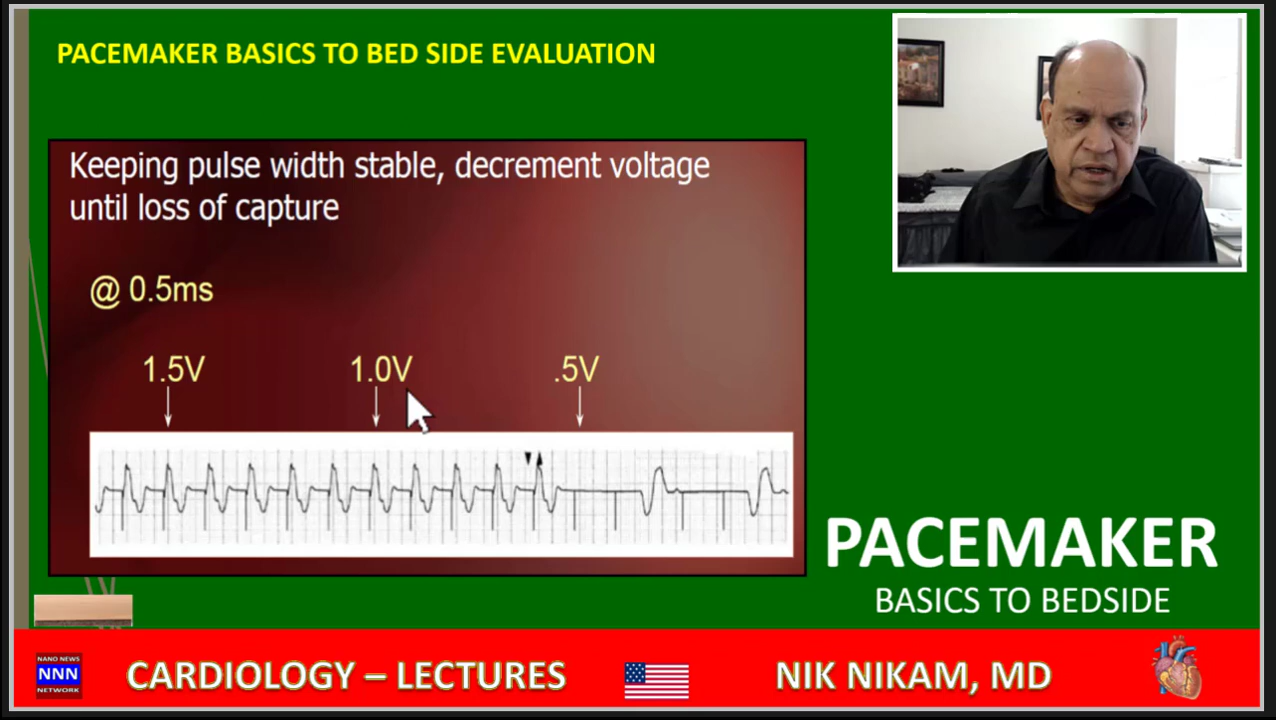 PACEMAKER BASICS TO BED SIDE EVALUATION
Keeping pulse width stable, decrement voltage
until loss of capture
@ 0.5ms
1.5V 1.0V .5V
PACEMAKER
BASICS TO BEDSIDE
NANO NEWS
NNN
NETWORK
CARDIOLOGY – LECTURES
NIK NIKAM, MD